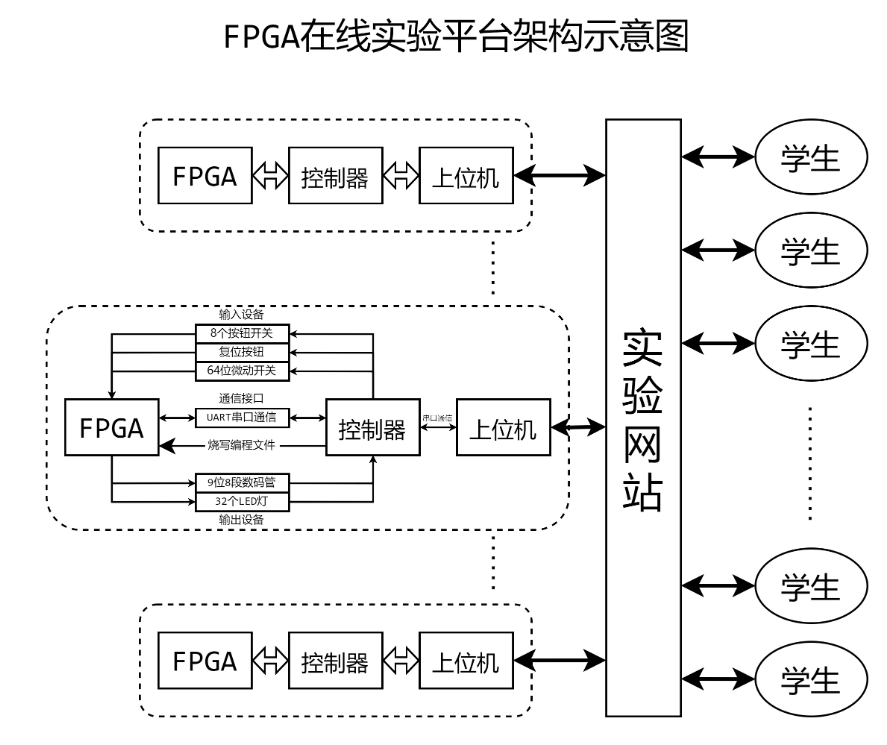 FPGA在线实验平台架构示意图
FPGA
控制器
上位机
输入设备
8个按钮开关
复位按钮
64位微动开关
通信接口
UART串口通信
烧写编程文件
FPGA
控制器
串口通信
上位机
9位8段数码管
32个LED灯
输出设备
FPGA
控制器
上位机
实验网站
学生
学生
学生
学生
学生